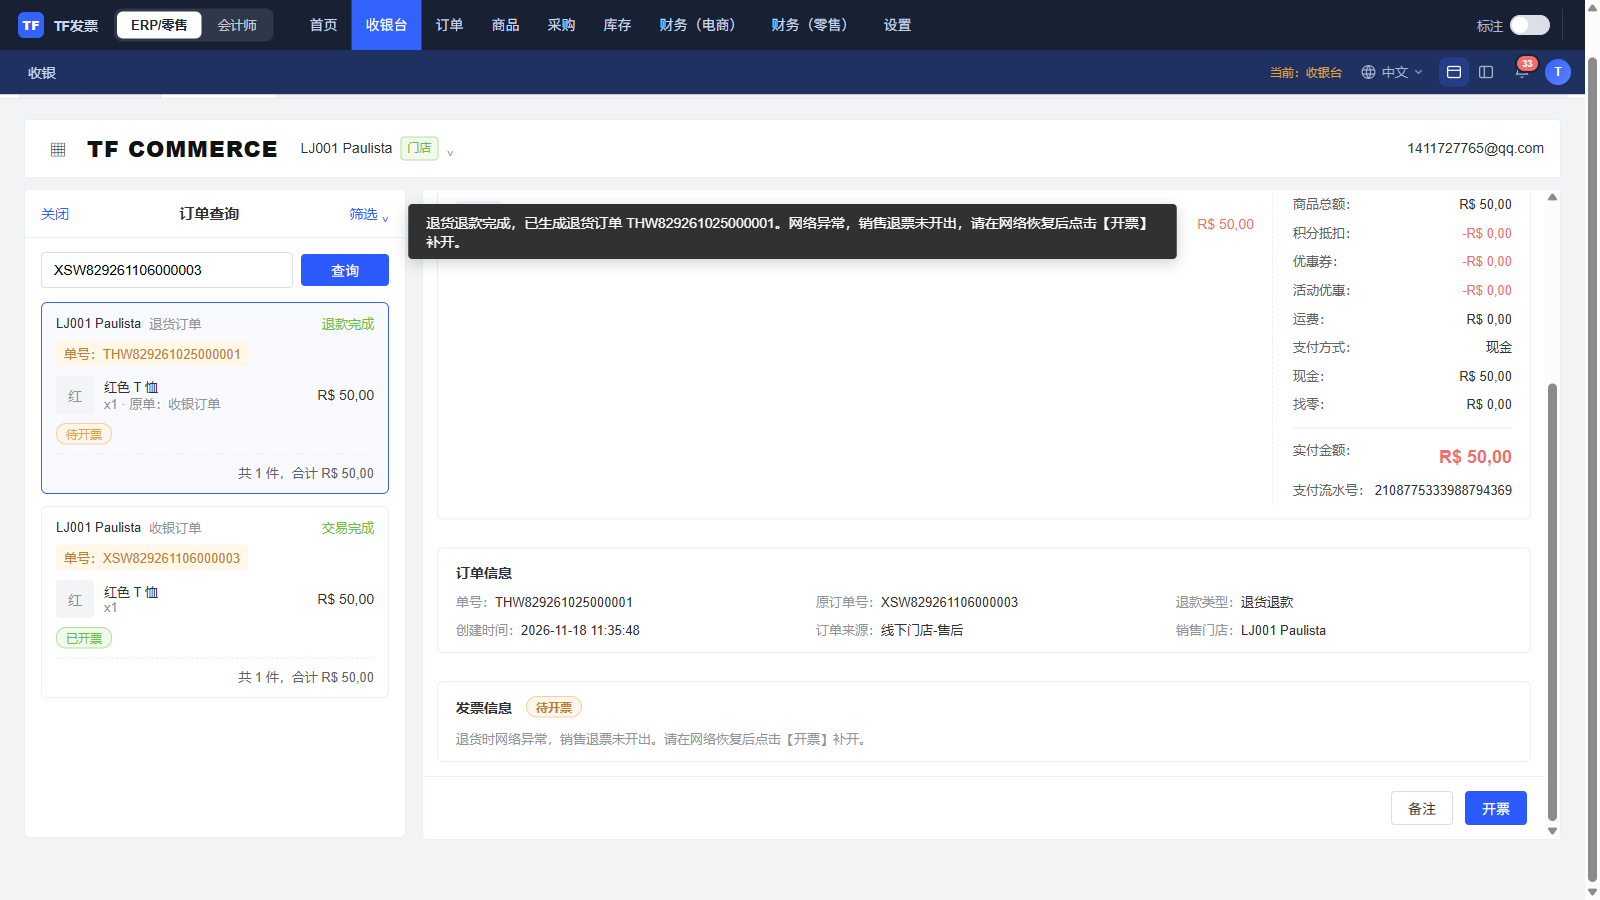 TF TF发票 ERP/零售 会计师 首页 收银台 订单 商品 采购 库存 财务（电商） 财务（零售） 设置 标注
收银 当前：收银台 中文 33 T
TF COMMERCE LJ001 Paulista 门店 1411727765@qq.com
关闭 订单查询 筛选
XSW829261106000003 查询
LJ001 Paulista 退货订单 退款完成
单号：THW829261025000001
红 红色 T 恤 R$ 50,00
x1 · 原单：收银订单
待开票
共 1 件，合计 R$ 50,00
LJ001 Paulista 收银订单 交易完成
单号：XSW829261106000003
红 红色 T 恤 R$ 50,00
x1
已开票
共 1 件，合计 R$ 50,00
退货退款完成，已生成退货订单 THW829261025000001。网络异常，销售退票未开出，请在网络恢复后点击【开票】
补开。
R$ 50,00
商品总额： R$ 50,00
积分抵扣： -R$ 0,00
优惠券： -R$ 0,00
活动优惠： -R$ 0,00
运费： R$ 0,00
支付方式： 现金
现金： R$ 50,00
找零： R$ 0,00
实付金额： R$ 50,00
支付流水号： 2108775333988794369
订单信息
单号：THW829261025000001 原订单号：XSW829261106000003 退款类型：退货退款
创建时间：2026-11-18 11:35:48 订单来源：线下门店-售后 销售门店：LJ001 Paulista
发票信息 待开票
退货时网络异常，销售退票未开出。请在网络恢复后点击【开票】补开。
备注 开票